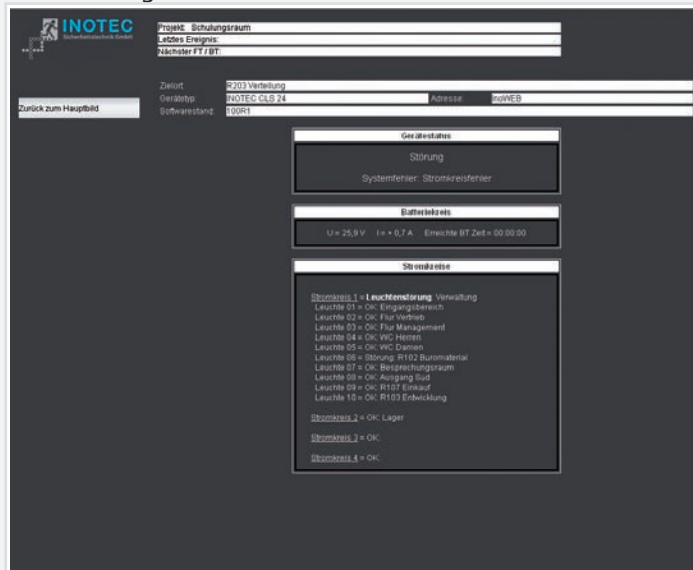 INOTEC
Sicherheitstechnik GmbH
Projekt: Schulungsraum
Letztes Ereignis:
Nächster FT / BT:
Zurück zum Hauptbild
Zielort: R203 Verteilung
Gerätetyp: INOTEC CLS 24 Adresse: InoWEB
Softwarestand: 100R1
Gerätestatus
Störung
Systemfehler: Stromkreisfehler
Batteriekreis
U = 25,9 V I = + 0,7 A Erreichte BT Zeit = 00:00:00
Stromkreise
Stromkreis 1 = Leuchtenstörung: Verwaltung
Leuchte 01 = OK: Eingangsbereich
Leuchte 02 = OK: Flur Vertrieb
Leuchte 03 = OK: Flur Management
Leuchte 04 = OK: WC Herren
Leuchte 05 = OK: WC Damen
Leuchte 06 = Störung: R102 Büromaterial
Leuchte 07 = OK: Besprechungsraum
Leuchte 08 = OK: Ausgang Süd
Leuchte 09 = OK: R107 Einkauf
Leuchte 10 = OK: R103 Entwicklung
Stromkreis 2 = OK: Lager
Stromkreis 3 = OK:
Stromkreis 4 = OK: